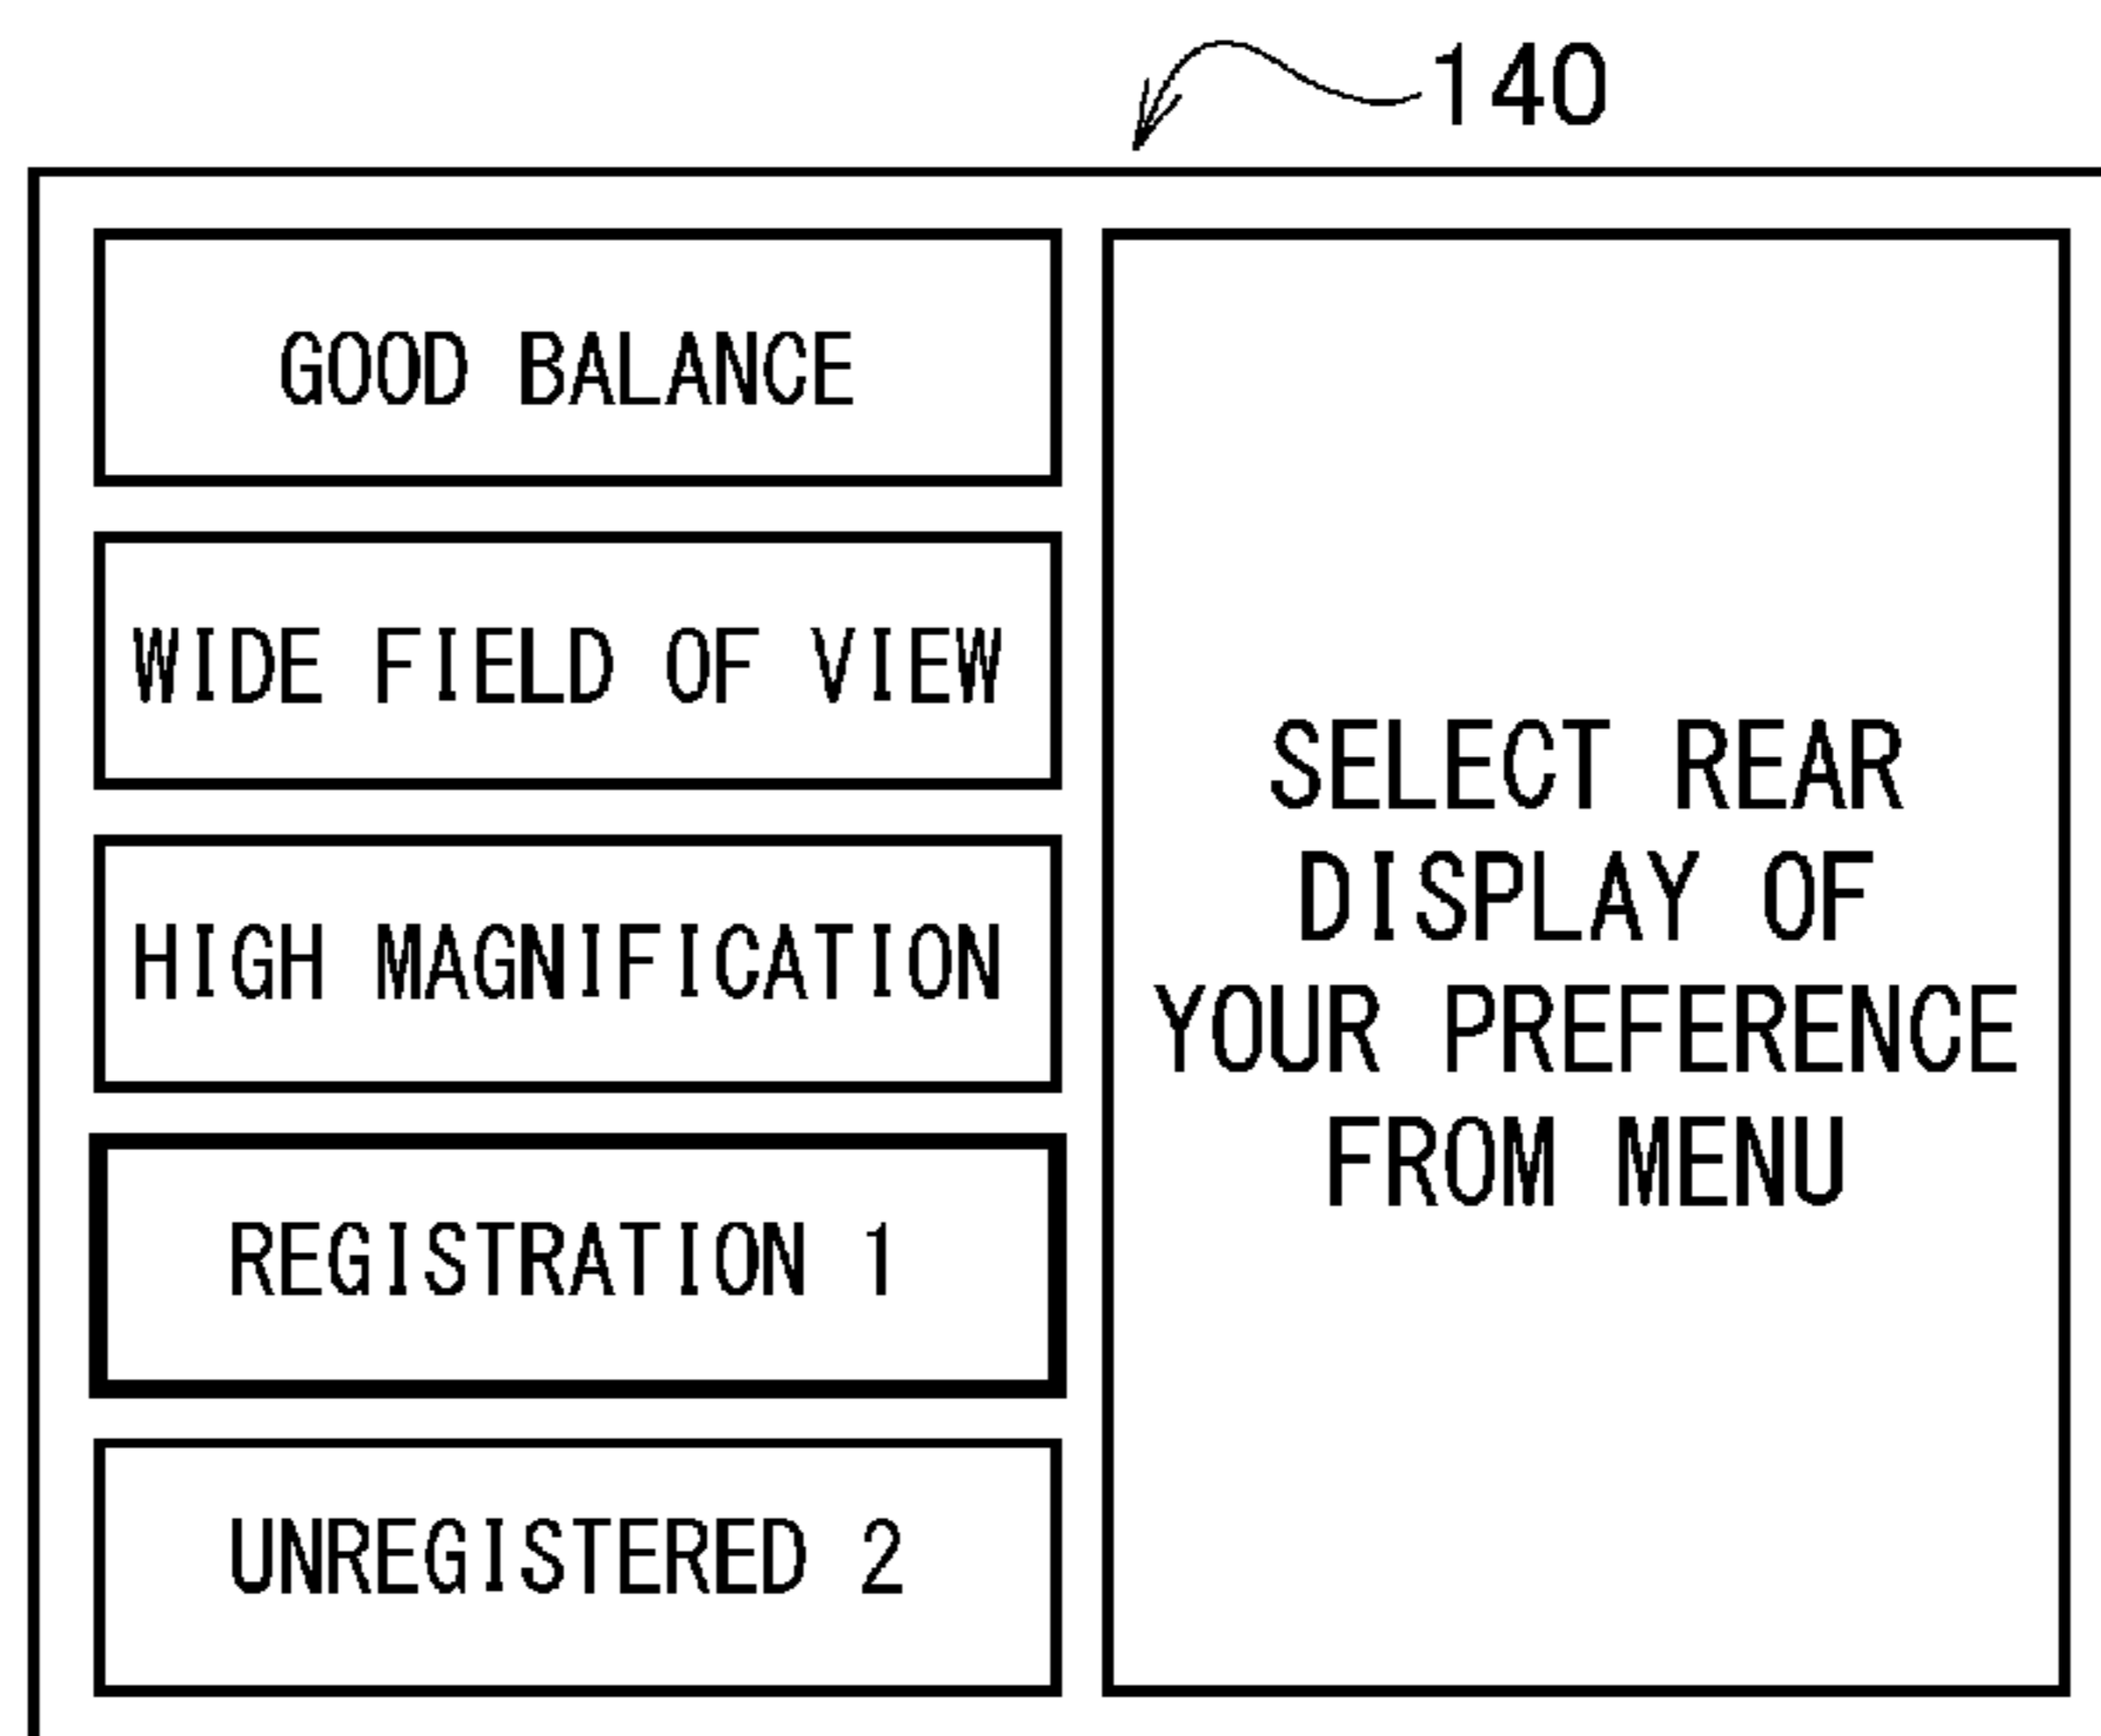 140
GOOD BALANCE
WIDE FIELD OF VIEW
HIGH MAGNIFICATION
REGISTRATION 1
UNREGISTERED 2
SELECT REAR
DISPLAY OF
YOUR PREFERENCE
FROM MENU